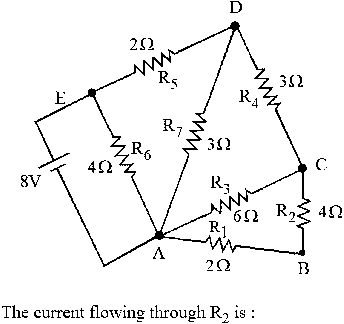 D
2Ω
R5
E
3Ω
R4
R7
3Ω
R6
4Ω
8V
C
R3
6Ω
R2
4Ω
R1
A
2Ω
B
The current flowing through R2 is :